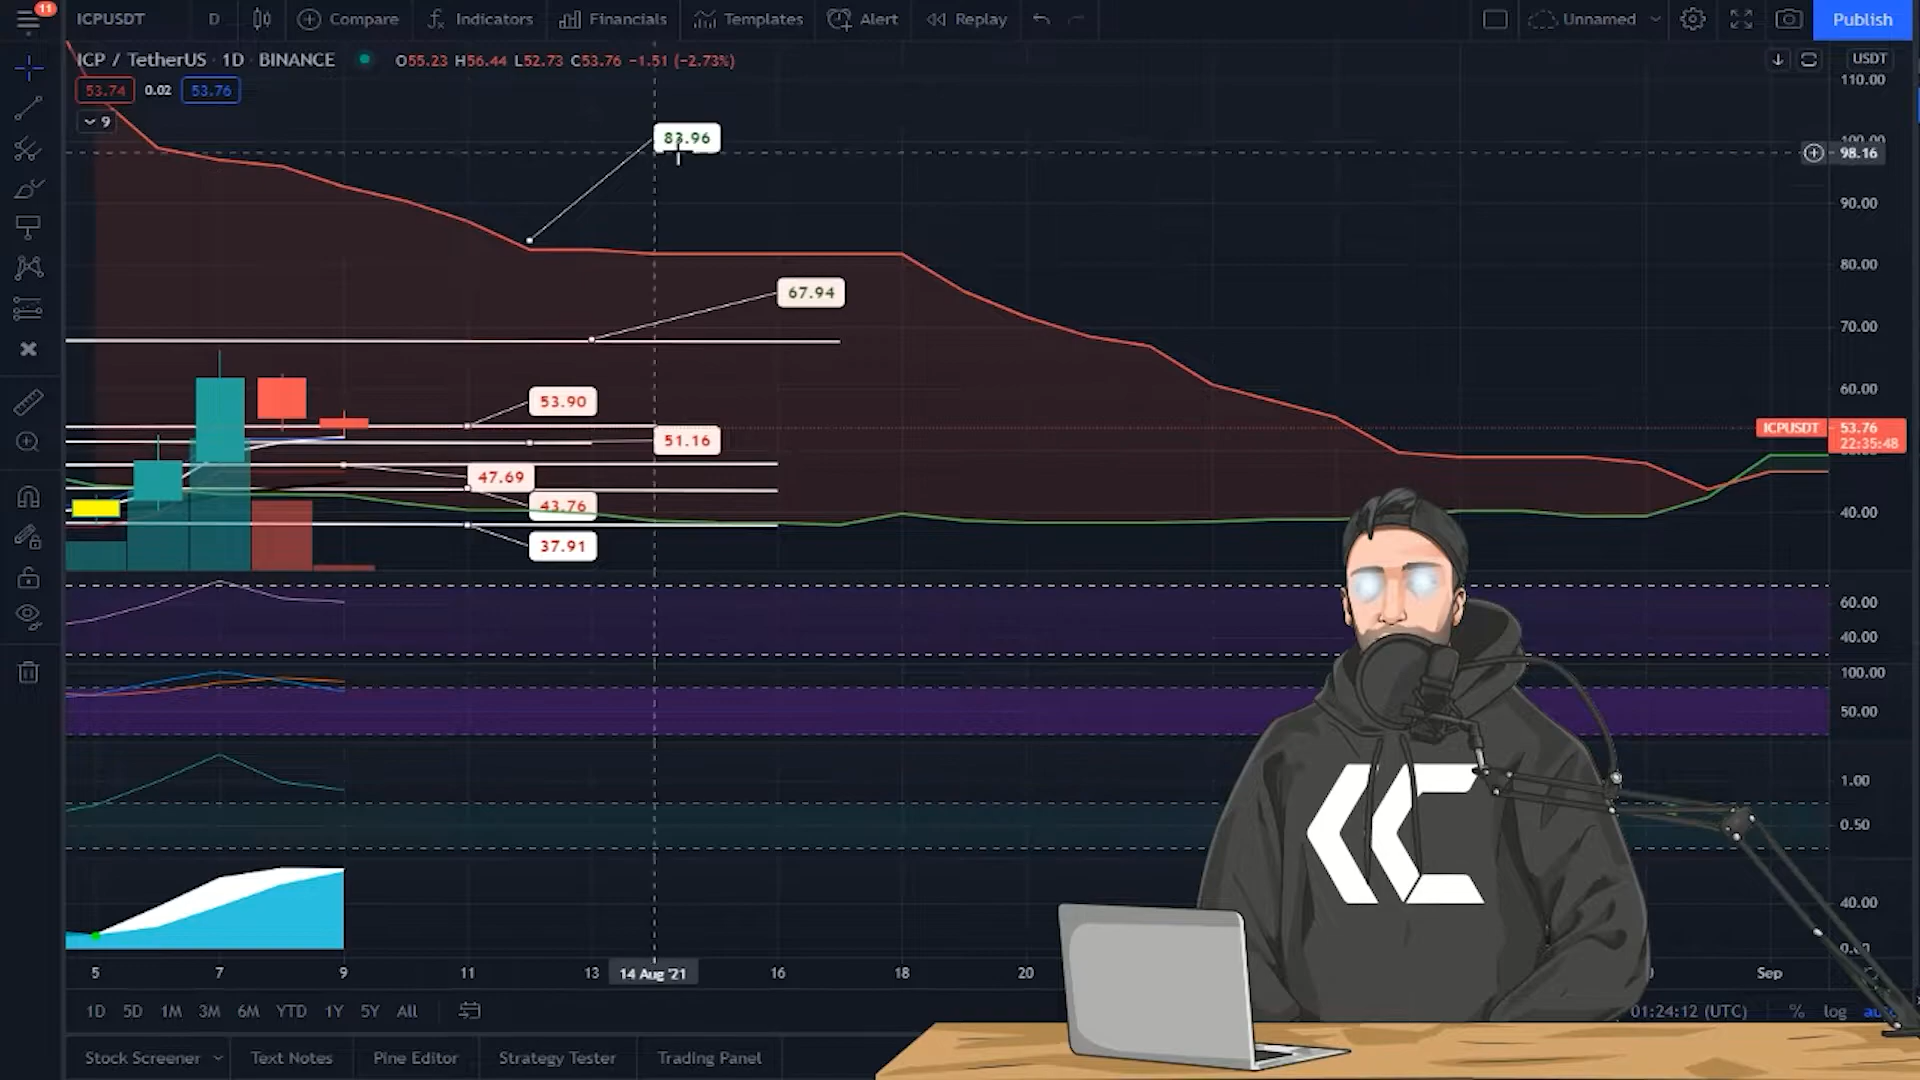 11
ICPUSDT D Compare Indicators Financials Templates Alert Replay Unnamed Publish
ICP / TetherUS · 1D · BINANCE O55.23 H56.44 L52.73 C53.76 −1.51 (−2.73%)
USDT
53.74 0.02 53.76
9
110.00
100.00
98.16
90.00
80.00
70.00
60.00
ICPUSDT 53.76
22:35:48
40.00
83.96
67.94
53.90
51.16
47.69
43.76
37.91
60.00
40.00
100.00
50.00
1.00
0.50
40.00
0.00
5 7 9 11 13 14 Aug '21 16 18 20 Sep
1D 5D 1M 3M 6M YTD 1Y 5Y All
01:24:12 (UTC) % log
Stock Screener Text Notes Pine Editor Strategy Tester Trading Panel